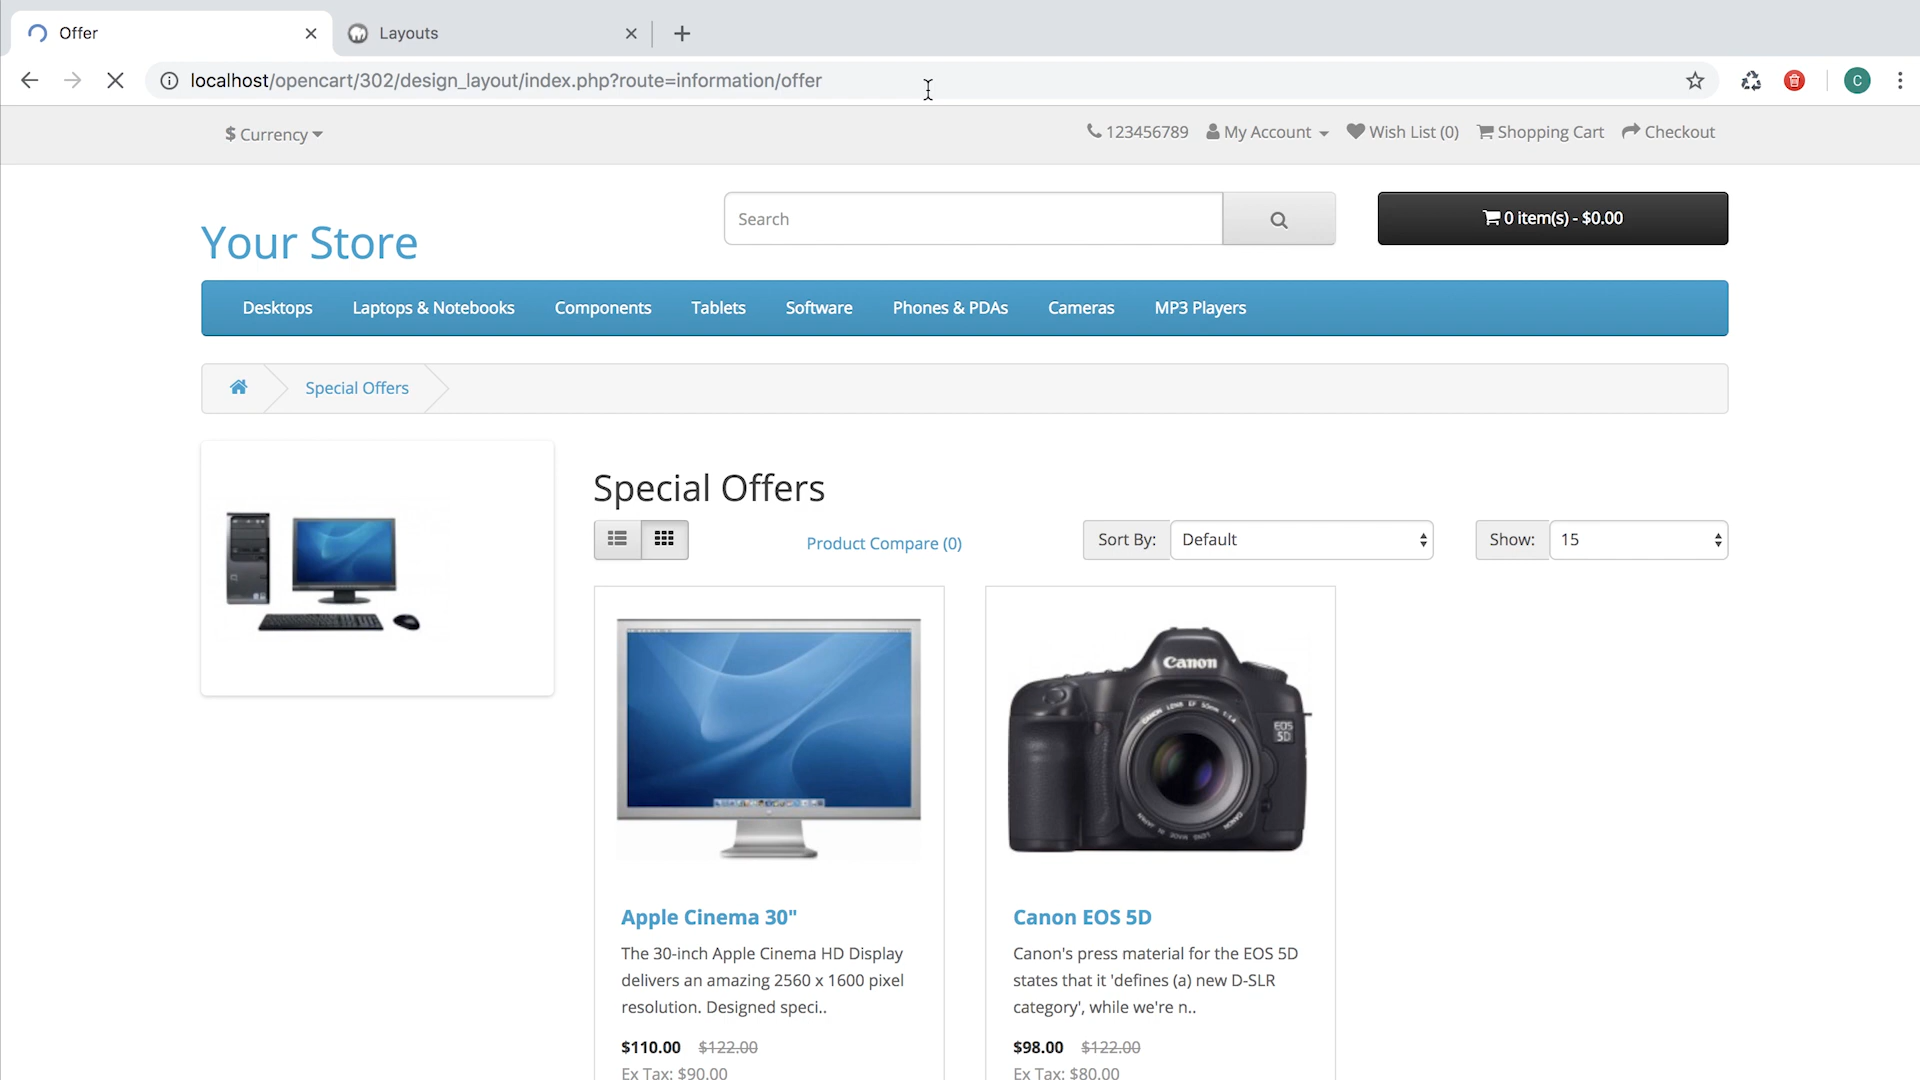 Offer
Layouts
localhost/opencart/302/design_layout/index.php?route=information/offer
C
$ Currency
123456789 My Account Wish List (0) Shopping Cart Checkout
Your Store
Search
0 item(s) - $0.00
Desktops Laptops & Notebooks Components Tablets Software Phones & PDAs Cameras MP3 Players
Special Offers
Special Offers
Product Compare (0)
Sort By: Default
Show: 15
Canon
EOS
5D
Apple Cinema 30"
The 30-inch Apple Cinema HD Display
delivers an amazing 2560 x 1600 pixel
resolution. Designed speci..
$110.00 $122.00
Ex Tax: $90.00
Canon EOS 5D
Canon's press material for the EOS 5D
states that it 'defines (a) new D-SLR
category', while we're n..
$98.00 $122.00
Ex Tax: $80.00